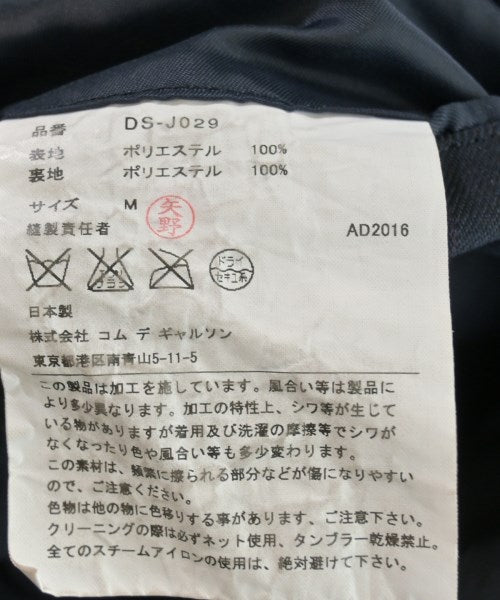 品番 DS-J029
表地 ポリエステル 100%
裏地 ポリエステル 100%
サイズ M
縫製責任者 矢野 AD2016
エンソ サラシ ドライ セキユ系
日本製
株式会社 コム デ ギャルソン
東京都港区南青山5-11-5
この製品は加工を施しています。風合い等は製品に
より多少異なります。加工の特性上、シワ等が生じて
いる物がありますが着用及び洗濯の摩擦等でシワが
なくなったり色や風合い等も多少変わります。
この素材は、頻繁に擦られる部分などが傷になりやすい
ので、ご注意ください。
色物は他の物に色移りする事があります、ご注意下さい。
クリーニングの際は必ずネット使用、タンブラー乾燥禁止。
全てのスチームアイロンの使用は、絶対避けて下さい。